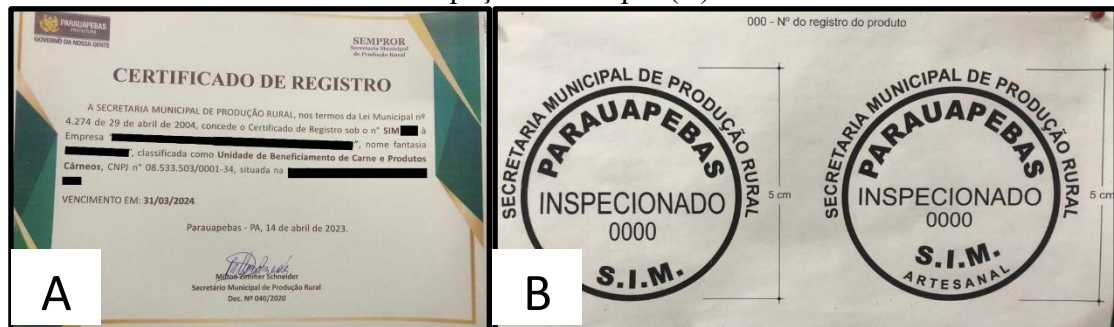 PARAUAPEBAS
PREFEITURA
GOVERNO DA NOSSA GENTE
SEMPROR
Secretaria Municipal
de Produção Rural
CERTIFICADO DE REGISTRO
A SECRETARIA MUNICIPAL DE PRODUÇÃO RURAL, nos termos da Lei Municipal nº
4.274 de 29 de abril de 2004, concede o Certificado de Registro sob o n° SIM à
Empresa " ", nome fantasia
", classificada como Unidade de Beneficiamento de Carne e Produtos
Cárneos, CNPJ n° 08.533.503/0001-34, situada na
VENCIMENTO EM: 31/03/2024.
Parauapebas - PA, 14 de abril de 2023.
Milton Zimmer Schneider
Secretário Municipal de Produção Rural
Dec. Nº 040/2020
A
000 - Nº do registro do produto
SECRETARIA MUNICIPAL DE PRODUÇÃO RURAL
PARAUAPEBAS
INSPECIONADO
0000
S.I.M.
5 cm
SECRETARIA MUNICIPAL DE PRODUÇÃO RURAL
PARAUAPEBAS
INSPECIONADO
0000
S.I.M.
ARTESANAL
5 cm
B